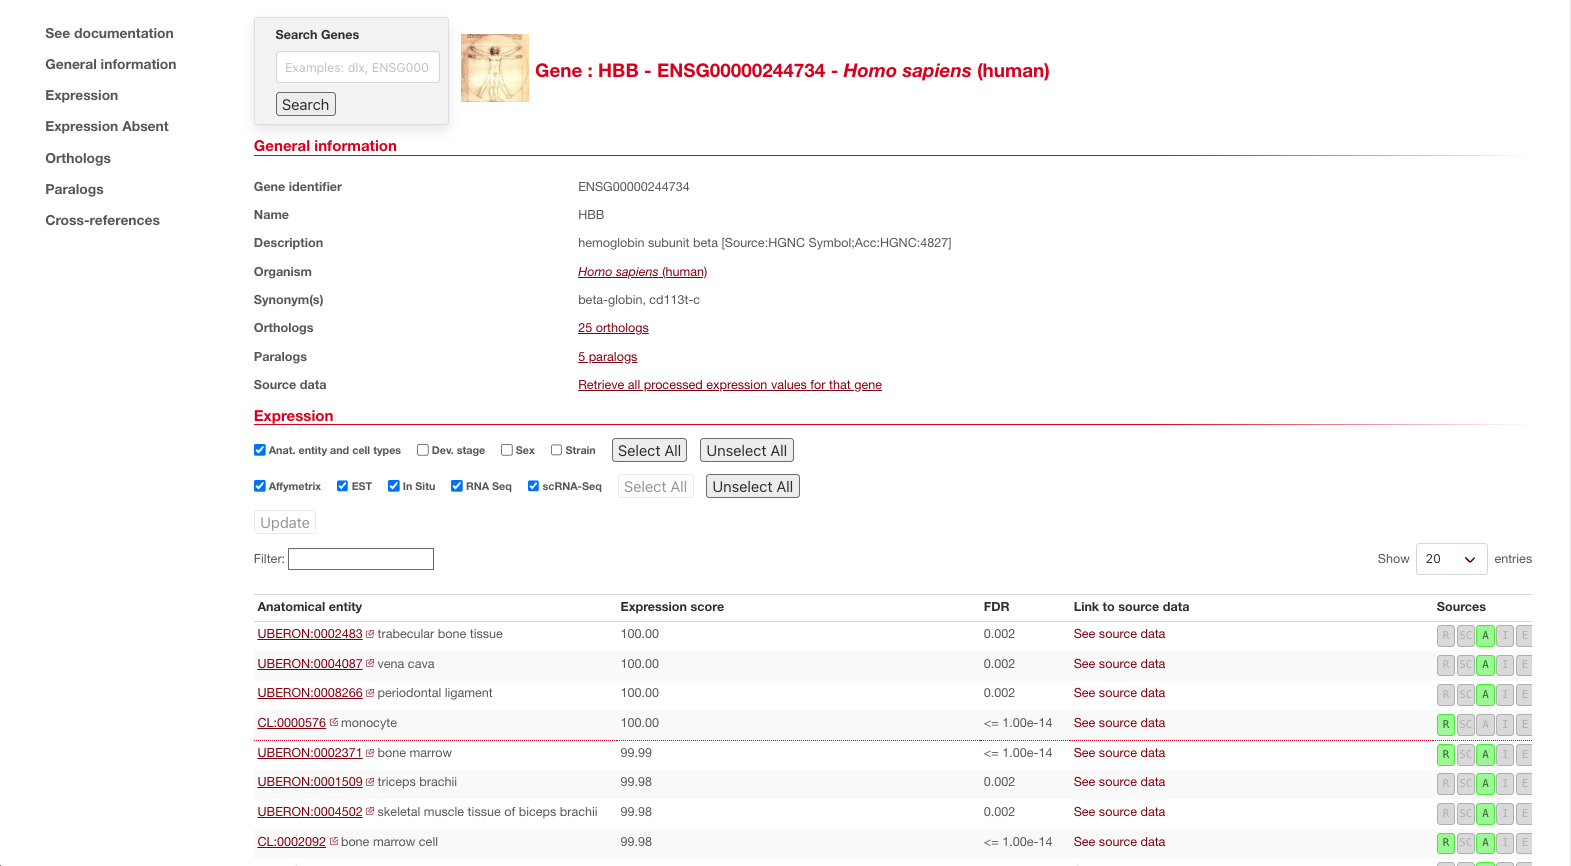 See documentation
General information
Expression
Expression Absent
Orthologs
Paralogs
Cross-references
Search Genes
Examples: dlx, ENSG000
Search
Gene : HBB - ENSG00000244734 - Homo sapiens (human)
General information
Gene identifier ENSG00000244734
Name HBB
Description hemoglobin subunit beta [Source:HGNC Symbol;Acc:HGNC:4827]
Organism Homo sapiens (human)
Synonym(s) beta-globin, cd113t-c
Orthologs 25 orthologs
Paralogs 5 paralogs
Source data Retrieve all processed expression values for that gene
Expression
Anat. entity and cell types Dev. stage Sex Strain Select All Unselect All
Affymetrix EST In Situ RNA Seq scRNA-Seq Select All Unselect All
Update
Filter: Show 20 entries
Anatomical entity Expression score FDR Link to source data Sources
UBERON:0002483 trabecular bone tissue 100.00 0.002 See source data R SC A I E
UBERON:0004087 vena cava 100.00 0.002 See source data R SC A I E
UBERON:0008266 periodontal ligament 100.00 0.002 See source data R SC A I E
CL:0000576 monocyte 100.00 <= 1.00e-14 See source data R SC A I E
UBERON:0002371 bone marrow 99.99 <= 1.00e-14 See source data R SC A I E
UBERON:0001509 triceps brachii 99.98 0.002 See source data R SC A I E
UBERON:0004502 skeletal muscle tissue of biceps brachii 99.98 0.002 See source data R SC A I E
CL:0002092 bone marrow cell 99.98 <= 1.00e-14 See source data R SC A I E